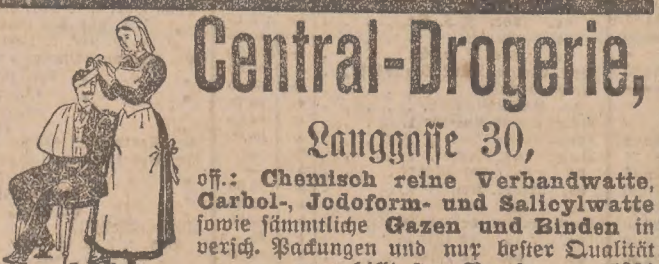 Central-Drogerie,
Langgasse 30,
off.: Chemisch reine Verbandwatte,
Carbol-, Jodoform- und Salicylwatte
sowie sämmtliche Gazen und Binden in
versch. Packungen und nur bester Qualität